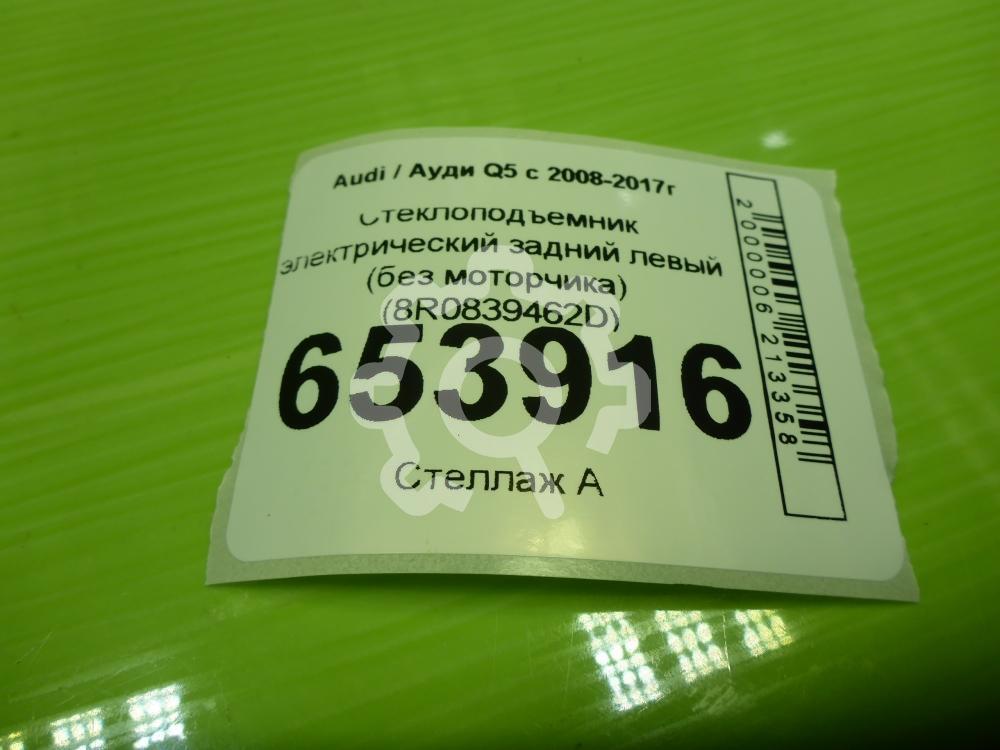 Audi / Ауди Q5 с 2008-2017г
Стеклоподъемник
электрический задний левый
(без моторчика)
(8R0839462D)
653916
Стеллаж А
2000006213358